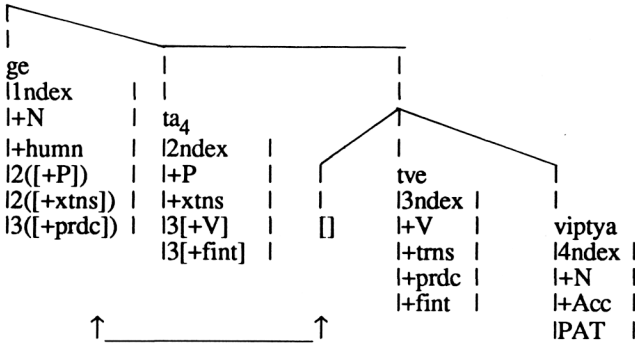 ge
|1ndex |
|+N |
|+humn |
|2([+P]) |
|2([+xtns]) |
|3([+prdc]) |
ta₄
|2ndex |
|+P |
|+xtns |
|3[+V] |
|3[+fint] |
[]
tve
|3ndex |
|+V |
|+trns |
|+prdc |
|+fint |
viptya
|4ndex |
|+N |
|+Acc |
|PAT |